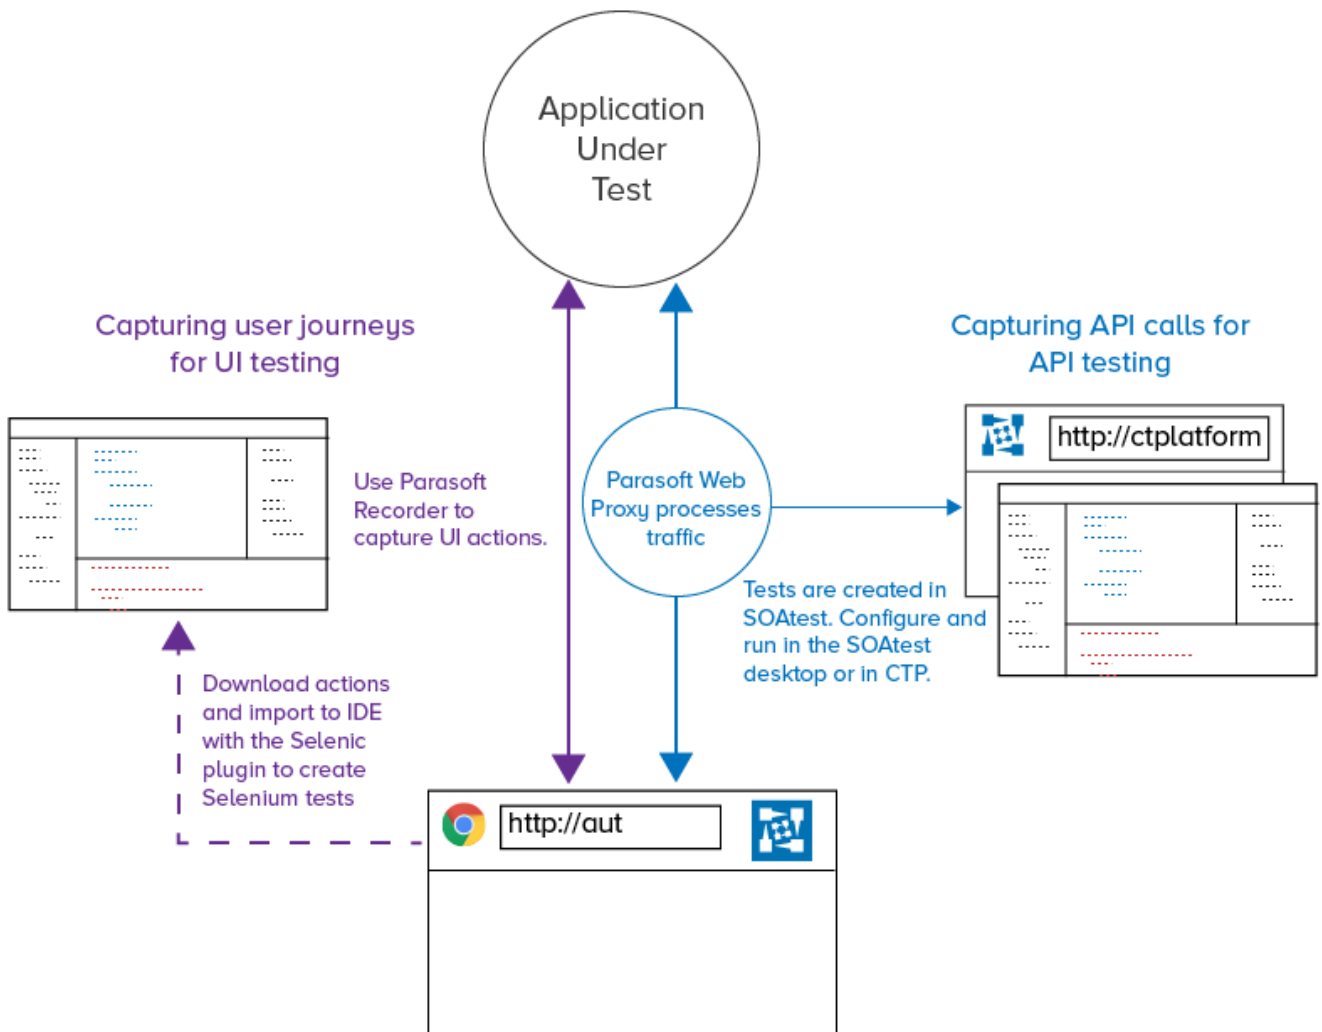 Application
Under
Test
Capturing user journeys
for UI testing
Capturing API calls for
API testing
http://ctplatform
Use Parasoft
Recorder to
capture UI actions.
Parasoft Web
Proxy processes
traffic
Tests are created in
SOAtest. Configure and
run in the SOAtest
desktop or in CTP.
Download actions
and import to IDE
with the Selenic
plugin to create
Selenium tests
http://aut